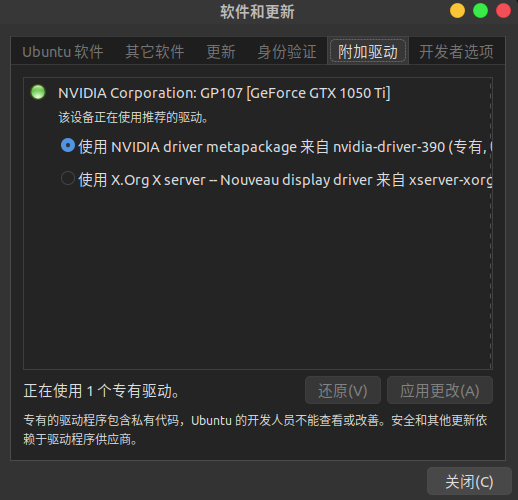 软件和更新
Ubuntu 软件 其它软件 更新 身份验证 附加驱动 开发者选项
NVIDIA Corporation: GP107 [GeForce GTX 1050 Ti]
该设备正在使用推荐的驱动。
使用 NVIDIA driver metapackage 来自 nvidia-driver-390 (专有,
使用 X.Org X server -- Nouveau display driver 来自 xserver-xorg
正在使用 1 个专有驱动。
还原(V) 应用更改(A)
专有的驱动程序包含私有代码，Ubuntu 的开发人员不能查看或改善。安全和其他更新依
赖于驱动程序供应商。
关闭(C)